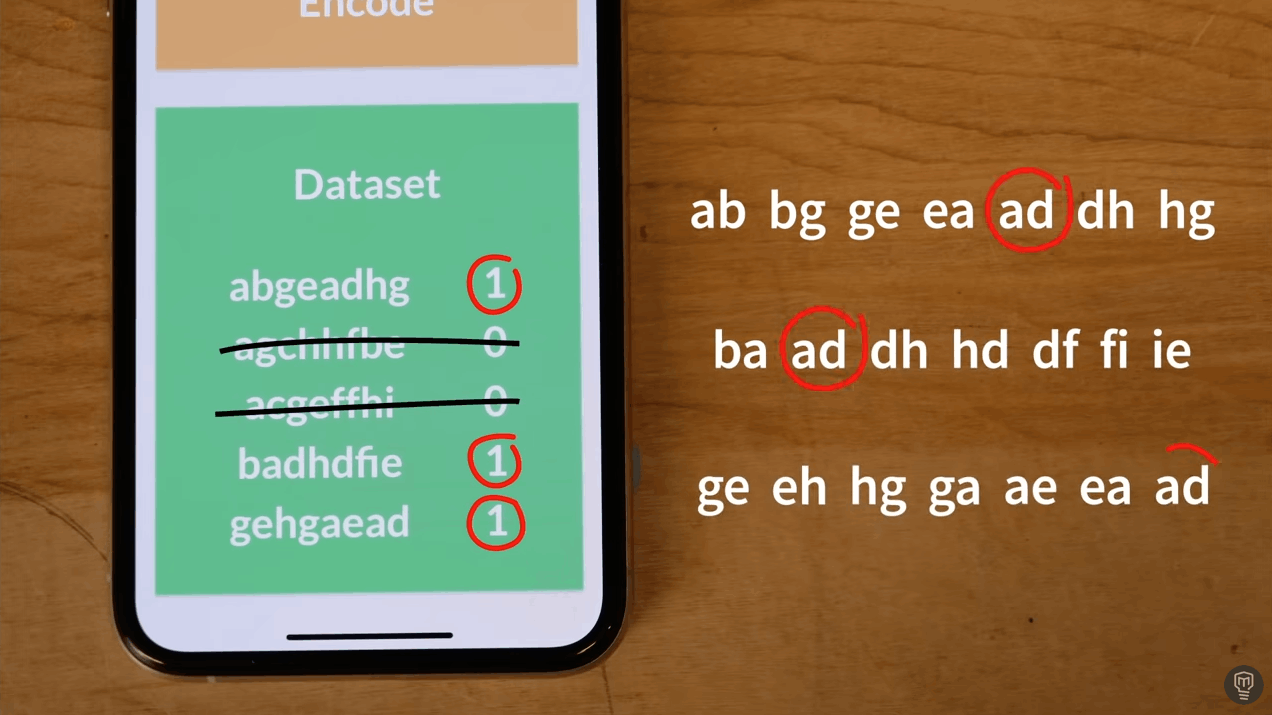 Encode
Dataset
abgeadhg 1
agchhfbe 0
acgeffhi 0
badhdfie 1
gehgaead 1
ab bg ge ea ad dh hg
ba ad dh hd df fi ie
ge eh hg ga ae ea ad